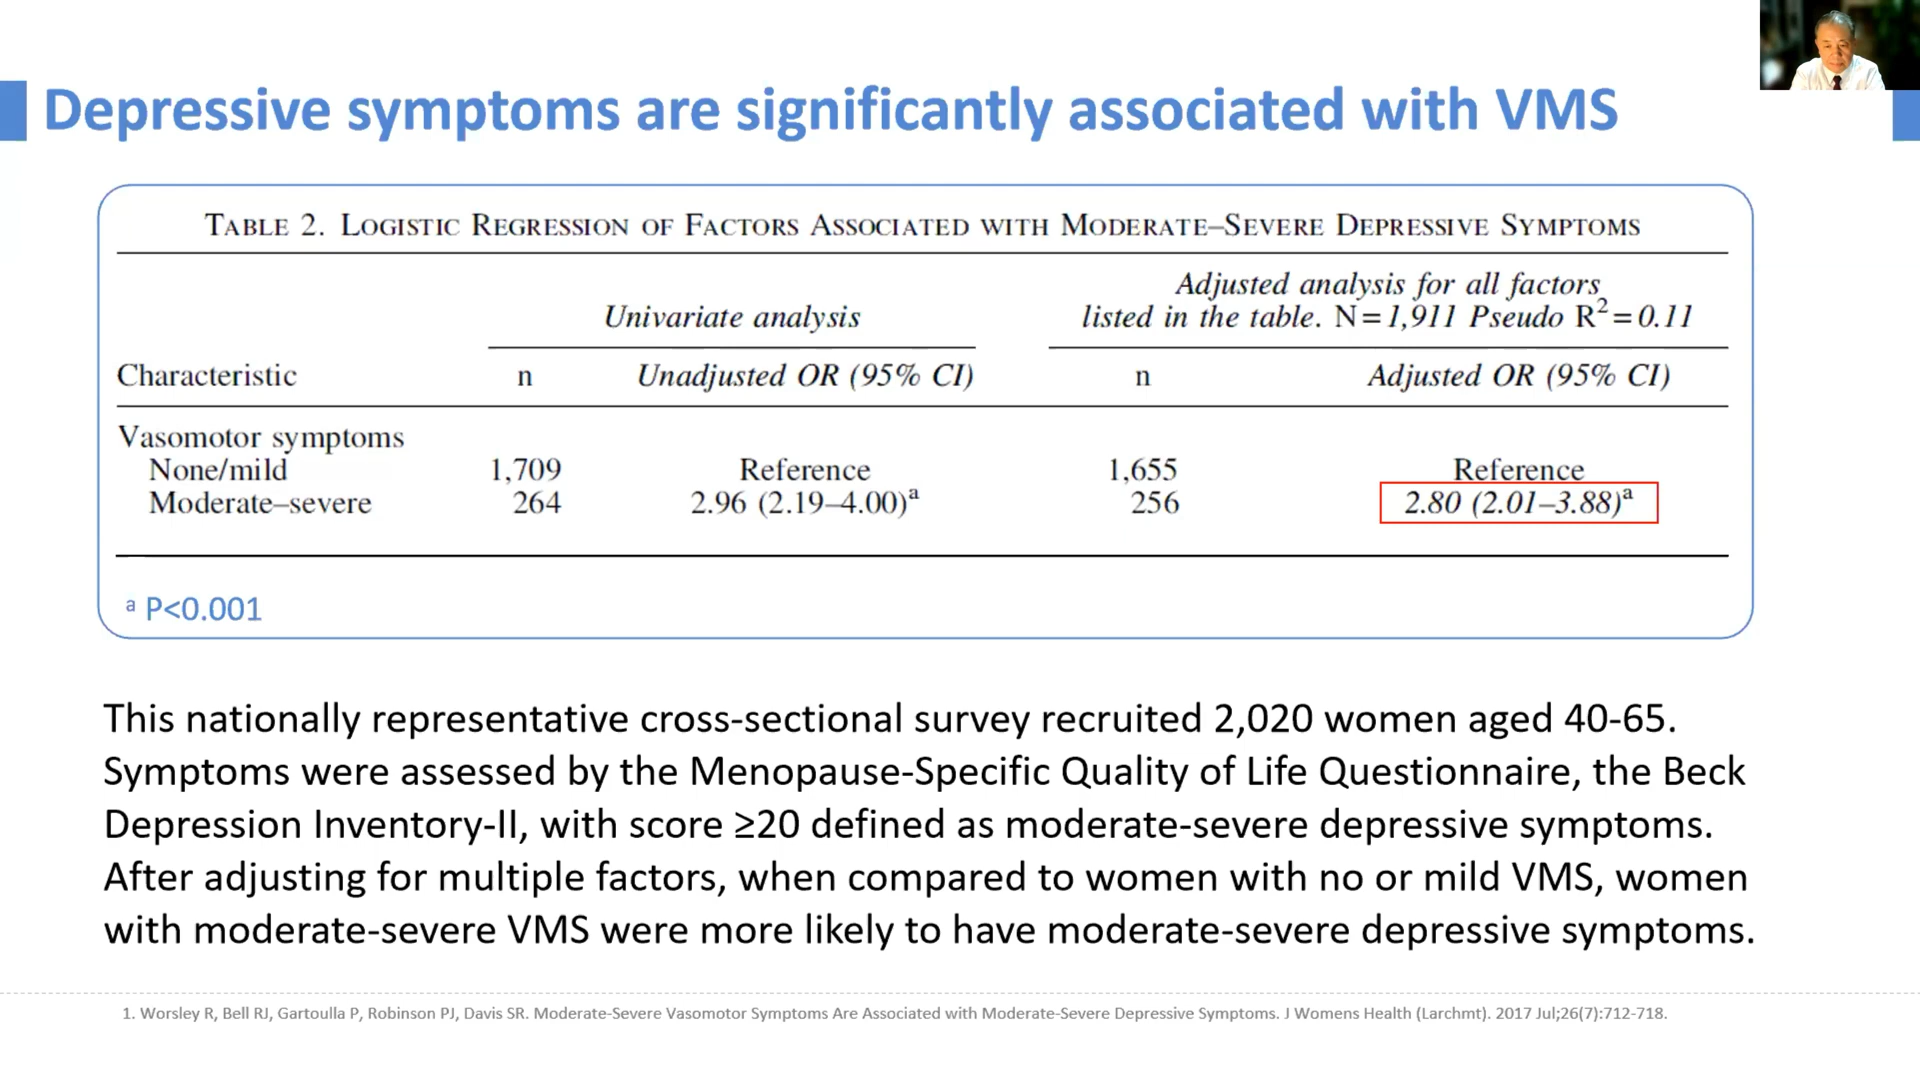 Depressive symptoms are significantly associated with VMS
TABLE 2. LOGISTIC REGRESSION OF FACTORS ASSOCIATED WITH MODERATE–SEVERE DEPRESSIVE SYMPTOMS
Univariate analysis
Adjusted analysis for all factors
listed in the table. N=1,911 Pseudo R²=0.11
Characteristic n Unadjusted OR (95% CI) n Adjusted OR (95% CI)
Vasomotor symptoms
None/mild 1,709 Reference 1,655 Reference
Moderate–severe 264 2.96 (2.19–4.00)ᵃ 256 2.80 (2.01–3.88)ᵃ
ᵃ P<0.001
This nationally representative cross-sectional survey recruited 2,020 women aged 40-65.
Symptoms were assessed by the Menopause-Specific Quality of Life Questionnaire, the Beck
Depression Inventory-II, with score ≥20 defined as moderate-severe depressive symptoms.
After adjusting for multiple factors, when compared to women with no or mild VMS, women
with moderate-severe VMS were more likely to have moderate-severe depressive symptoms.
1. Worsley R, Bell RJ, Gartoulla P, Robinson PJ, Davis SR. Moderate-Severe Vasomotor Symptoms Are Associated with Moderate-Severe Depressive Symptoms. J Womens Health (Larchmt). 2017 Jul;26(7):712-718.